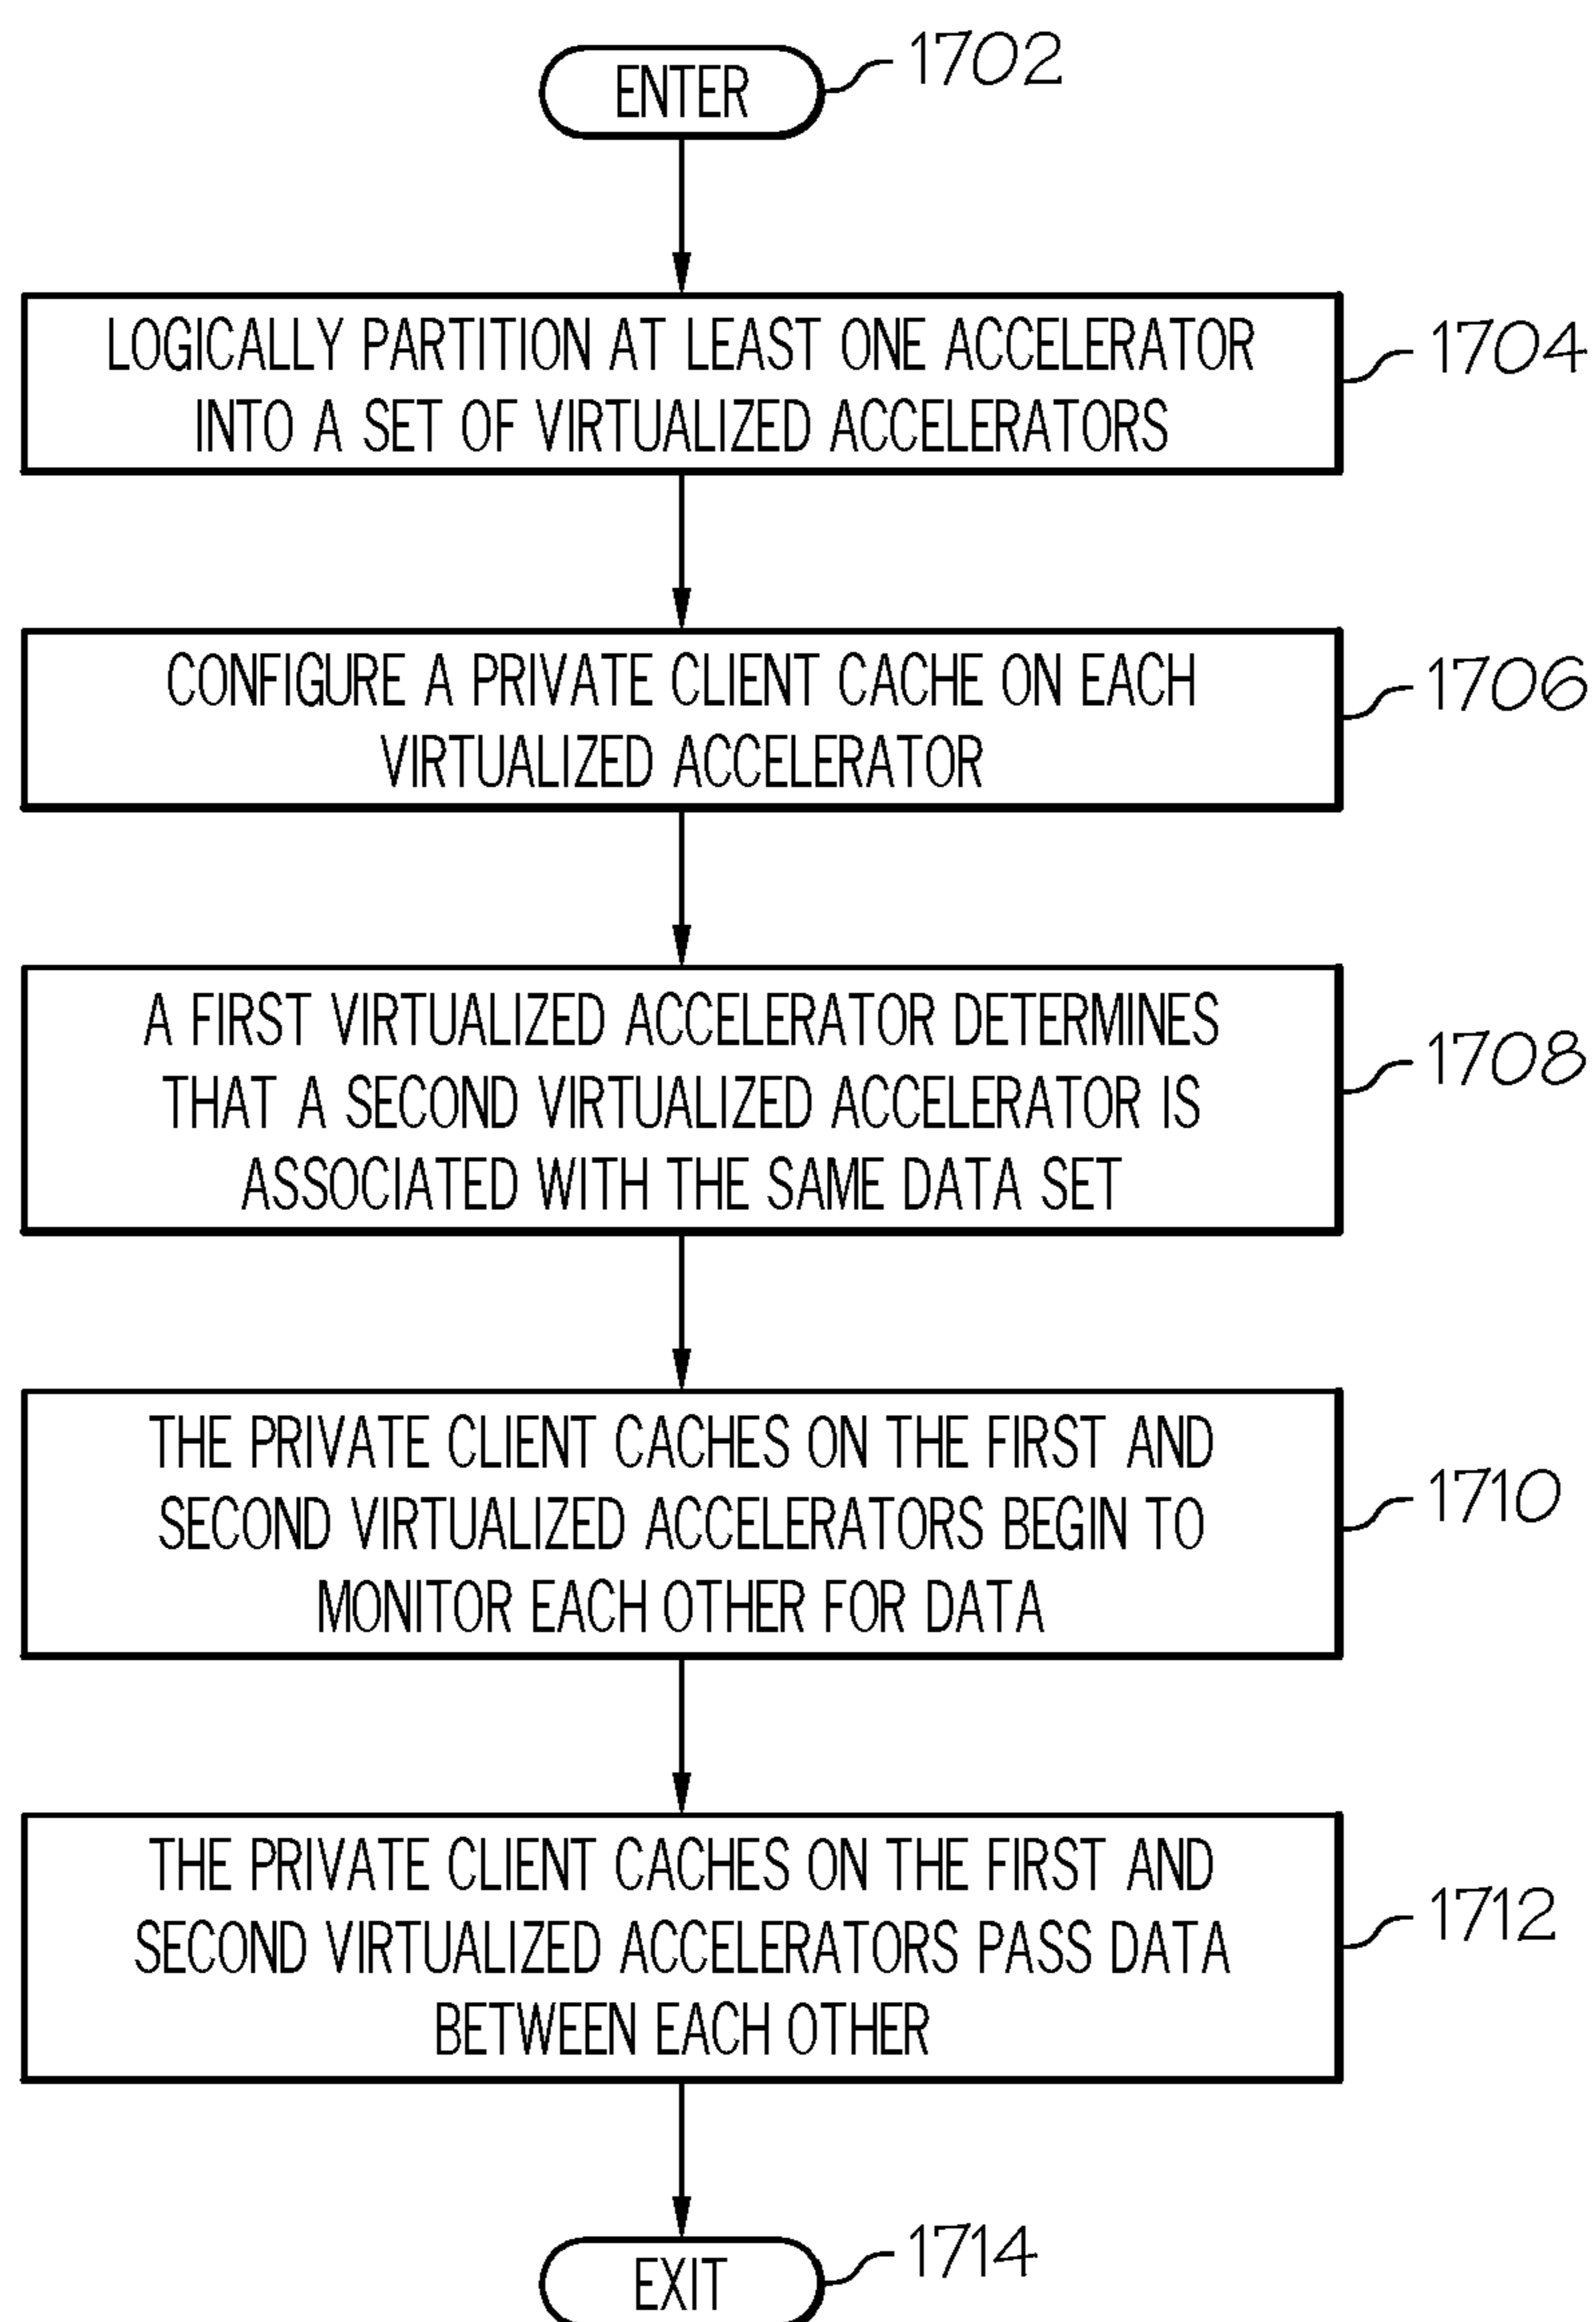 ENTER
1702
LOGICALLY PARTITION AT LEAST ONE ACCELERATOR
INTO A SET OF VIRTUALIZED ACCELERATORS
1704
CONFIGURE A PRIVATE CLIENT CACHE ON EACH
VIRTUALIZED ACCELERATOR
1706
A FIRST VIRTUALIZED ACCELERATOR DETERMINES
THAT A SECOND VIRTUALIZED ACCELERATOR IS
ASSOCIATED WITH THE SAME DATA SET
1708
THE PRIVATE CLIENT CACHES ON THE FIRST AND
SECOND VIRTUALIZED ACCELERATORS BEGIN TO
MONITOR EACH OTHER FOR DATA
1710
THE PRIVATE CLIENT CACHES ON THE FIRST AND
SECOND VIRTUALIZED ACCELERATORS PASS DATA
BETWEEN EACH OTHER
1712
EXIT
1714